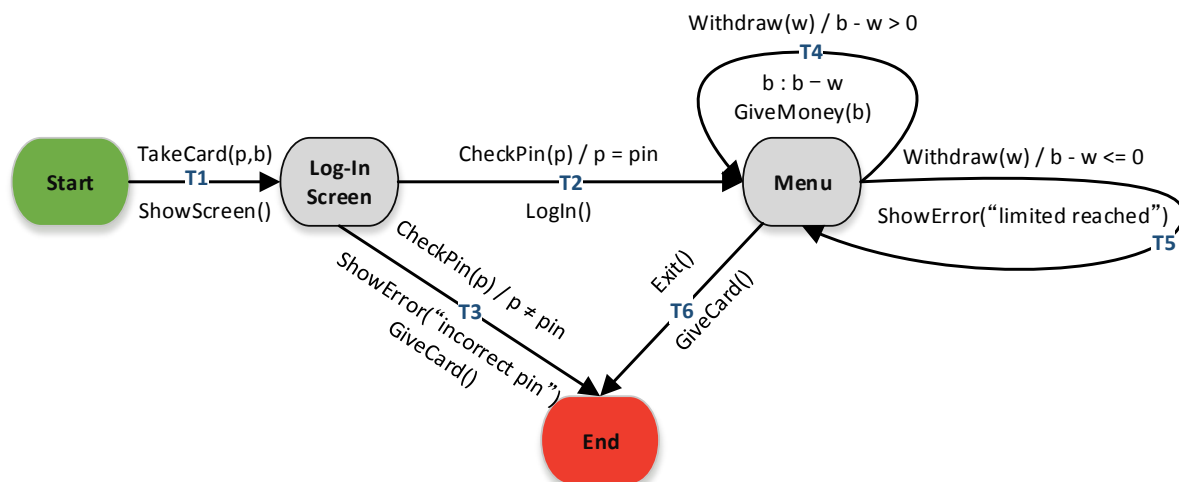 Withdraw(w) / b - w > 0
T4
b : b – w
GiveMoney(b)
TakeCard(p,b)
T1
ShowScreen()
Start
Log-In
Screen
CheckPin(p) / p = pin
T2
LogIn()
Menu
Withdraw(w) / b - w <= 0
ShowError(“limited reached”)
T5
CheckPin(p) / p ≠ pin
T3
ShowError(“incorrect pin ”)
GiveCard()
Exit()
T6
GiveCard()
End